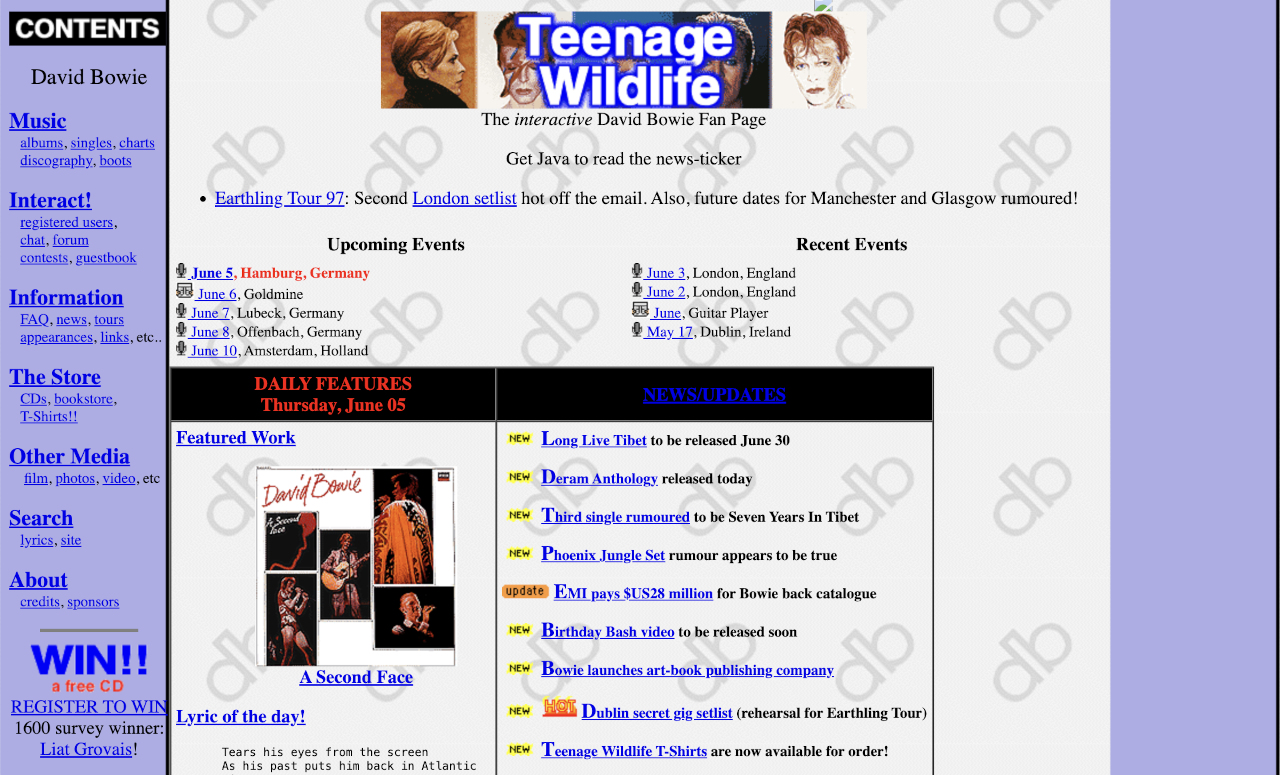 CONTENTS
David Bowie
Music
albums, singles, charts
discography, boots
Interact!
registered users,
chat, forum
contests, guestbook
Information
FAQ, news, tours
appearances, links, etc..
The Store
CDs, bookstore,
T-Shirts!!
Other Media
film, photos, video, etc
Search
lyrics, site
About
credits, sponsors
WIN!!
a free CD
REGISTER TO WIN
1600 survey winner:
Liat Grovais!
Teenage
Wildlife
The interactive David Bowie Fan Page
Get Java to read the news-ticker
• Earthling Tour 97: Second London setlist hot off the email. Also, future dates for Manchester and Glasgow rumoured!
Upcoming Events
June 5, Hamburg, Germany
June 6, Goldmine
June 7, Lubeck, Germany
June 8, Offenbach, Germany
June 10, Amsterdam, Holland
Recent Events
June 3, London, England
June 2, London, England
June, Guitar Player
May 17, Dublin, Ireland
DAILY FEATURES
Thursday, June 05
Featured Work
David Bowie
A Second
Face
A Second Face
Lyric of the day!
Tears his eyes from the screen
As his past puts him back in Atlantic
NEWS/UPDATES
NEW Long Live Tibet to be released June 30
NEW Deram Anthology released today
NEW Third single rumoured to be Seven Years In Tibet
NEW Phoenix Jungle Set rumour appears to be true
update EMI pays $US28 million for Bowie back catalogue
NEW Birthday Bash video to be released soon
NEW Bowie launches art-book publishing company
NEW HOT Dublin secret gig setlist (rehearsal for Earthling Tour)
NEW Teenage Wildlife T-Shirts are now available for order!
db